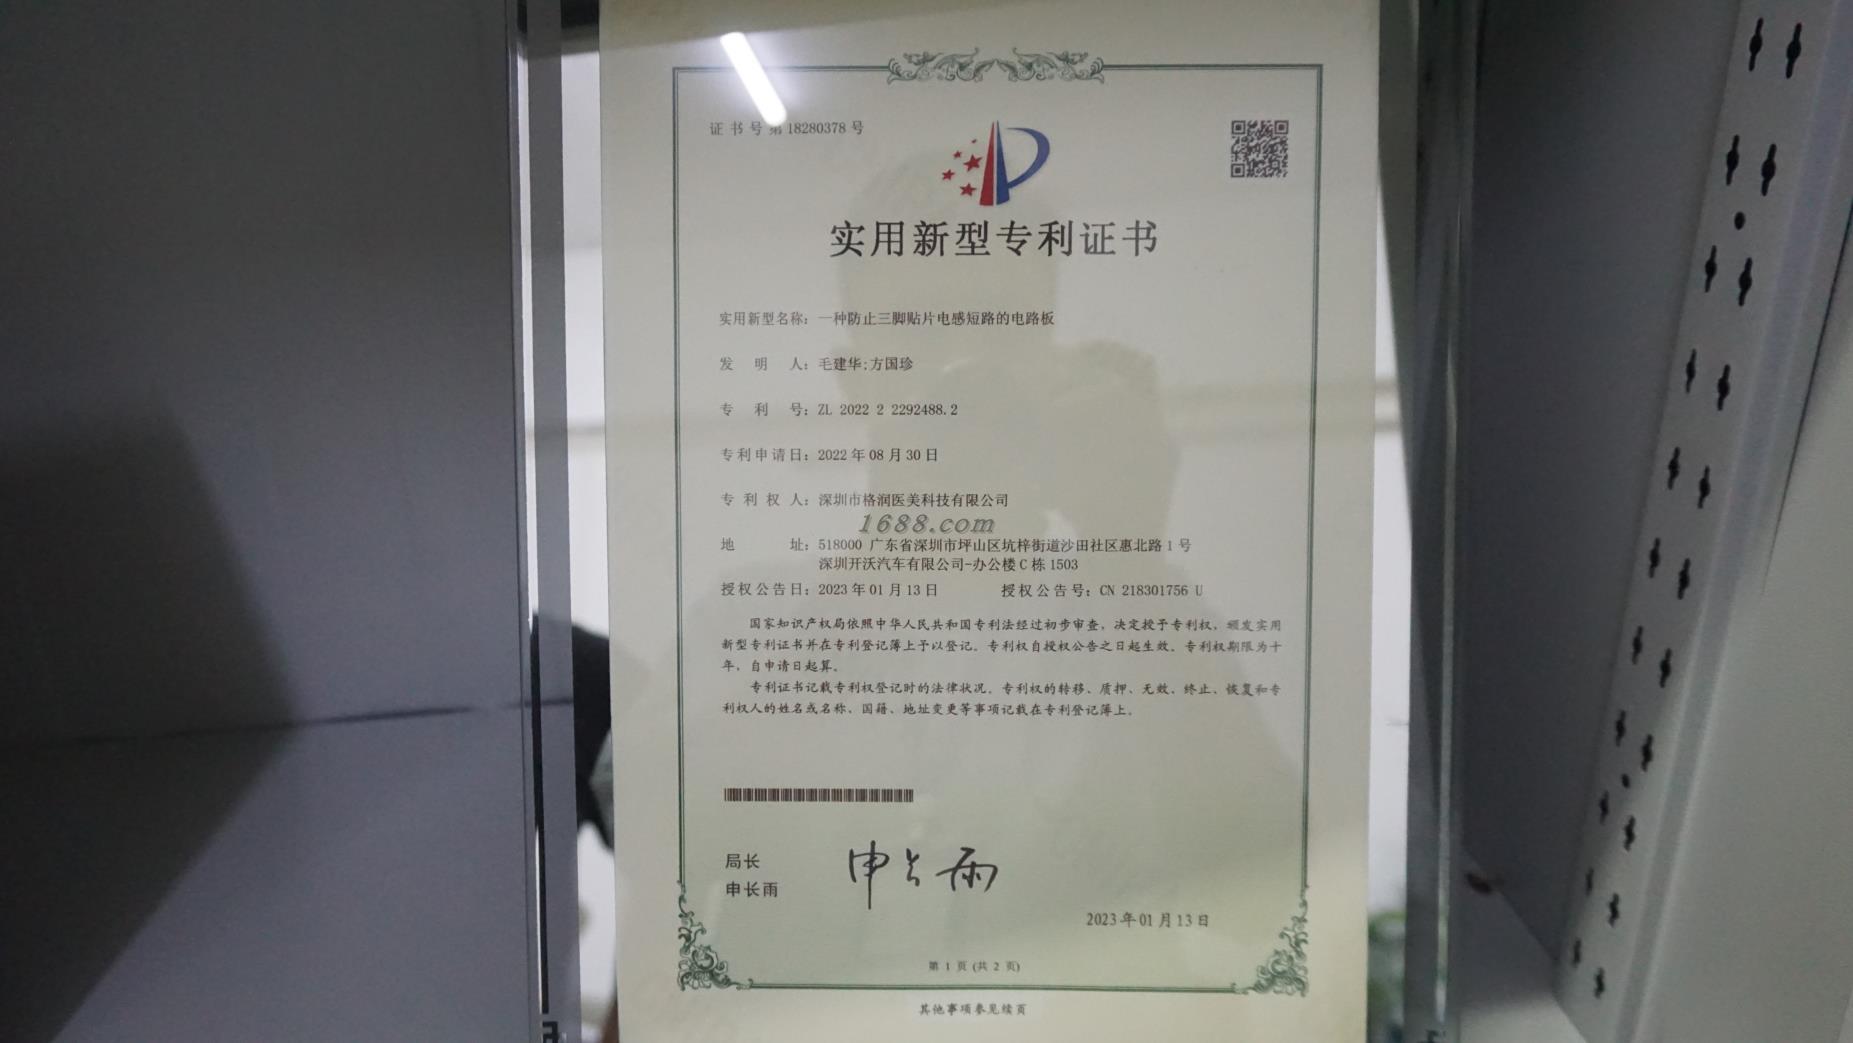 证书号第18280378号
实用新型专利证书
实用新型名称：一种防止三脚贴片电感短路的电路板
发明人：毛建华;方国珍
专利号：ZL 2022 2 2292488.2
专利申请日：2022年08月30日
专利权人：深圳市格润医美科技有限公司
1688.com
地址：518000 广东省深圳市坪山区坑梓街道沙田社区惠北路1号
深圳开沃汽车有限公司-办公楼C栋1503
授权公告日：2023年01月13日 授权公告号：CN 218301756 U
国家知识产权局依照中华人民共和国专利法经过初步审查，决定授予专利权，颁发实用
新型专利证书并在专利登记簿上予以登记。专利权自授权公告之日起生效。专利权期限为十
年，自申请日起算。
专利证书记载专利权登记时的法律状况。专利权的转移、质押、无效、终止、恢复和专
利权人的姓名或名称、国籍、地址变更等事项记载在专利登记簿上。
局长
申长雨
申长雨
2023年01月13日
第 1 页 (共 2 页)
其他事项参见续页